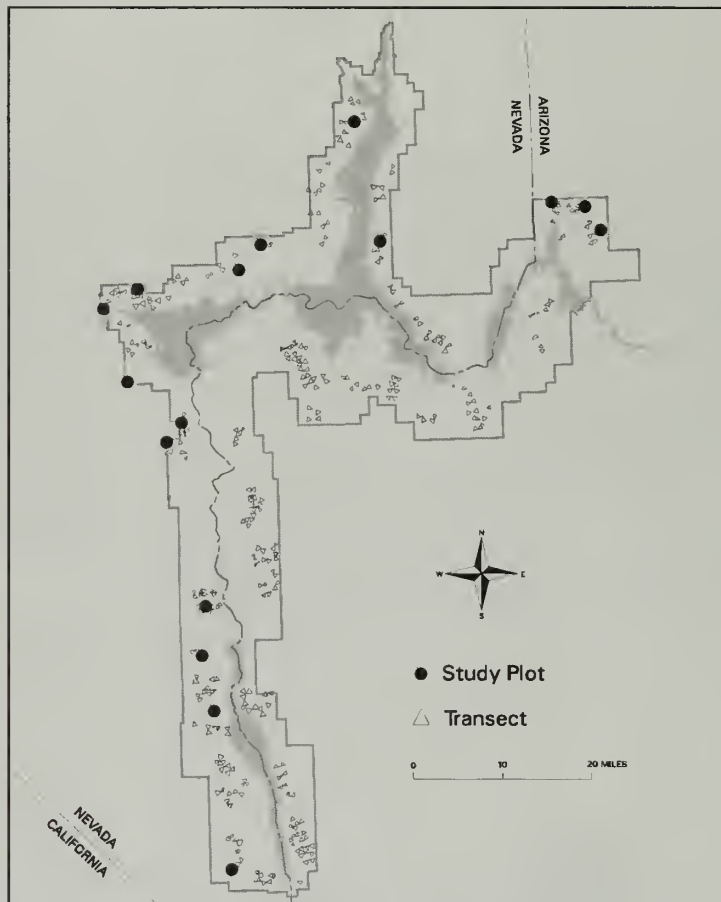 NEVADA
ARIZONA
N
W
E
S
Study Plot
Transect
0
10
20 MILES
NEVADA
CALIFORNIA